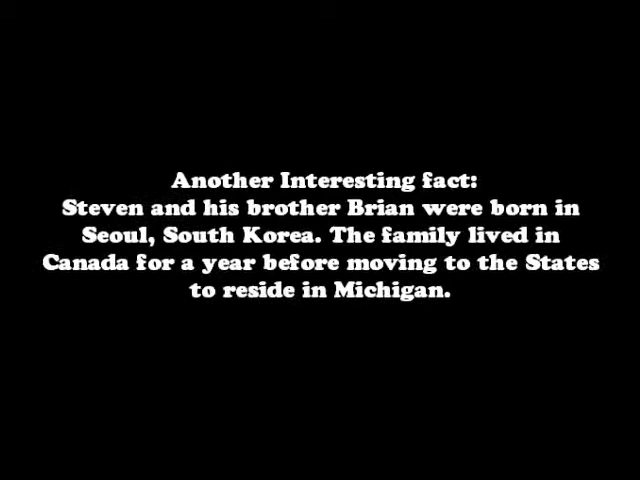 Another Interesting fact:
Steven and his brother Brian were born in
Seoul, South Korea. The family lived in
Canada for a year before moving to the States
to reside in Michigan.